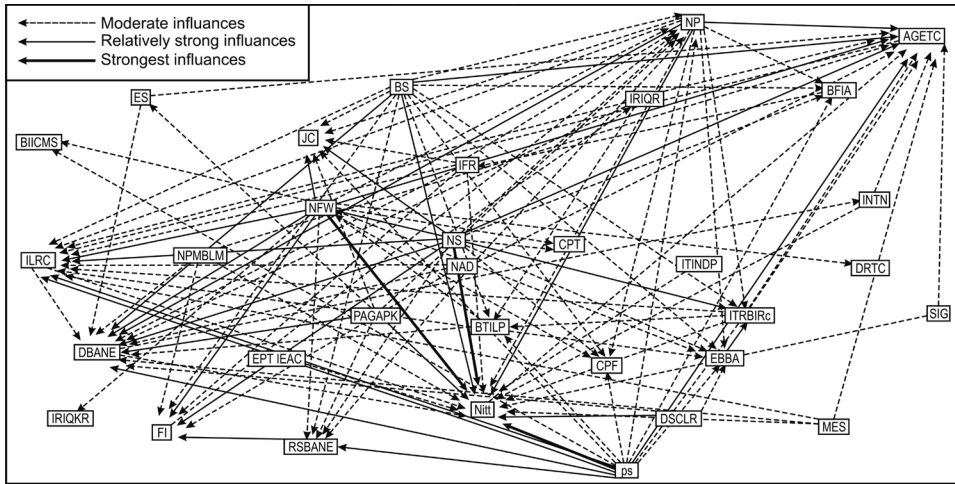 Moderate influences
Relatively strong influences
Strongest influences
NP
AGETC
ES
BS
IRIQR
BFIA
BIICMS
JC
IFR
NFW
INTN
NS
CPT
ILRC
NPMBLM
NAD
ITINDP
DRTC
PAGAPK
BTILP
ITRBIRc
SIG
DBANE
EPT IEAC
CPF
EBBA
IRIQKR
FI
Nitt
DSCLR
MES
RSBANE
ps